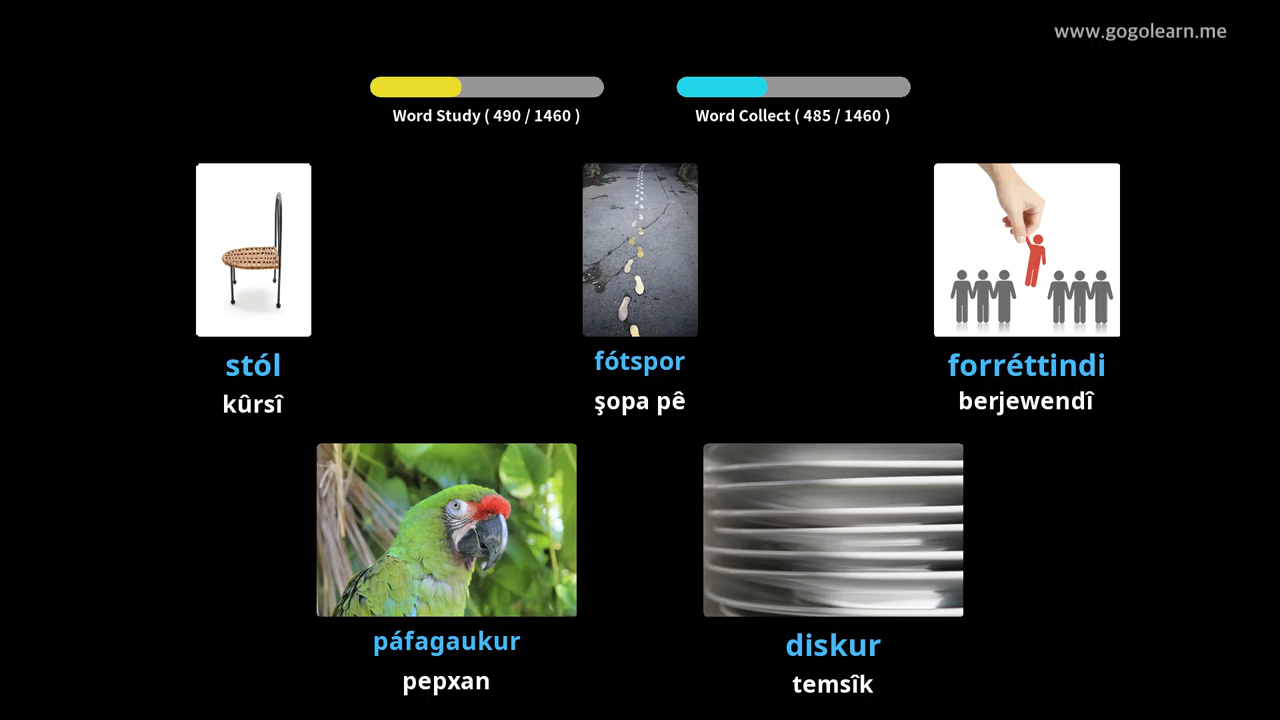 www.gogolearn.me
Word Study ( 490 / 1460 )
Word Collect ( 485 / 1460 )
stól
kûrsî
fótspor
şopa pê
forréttindi
berjewendî
páfagaukur
pepxan
diskur
temsîk